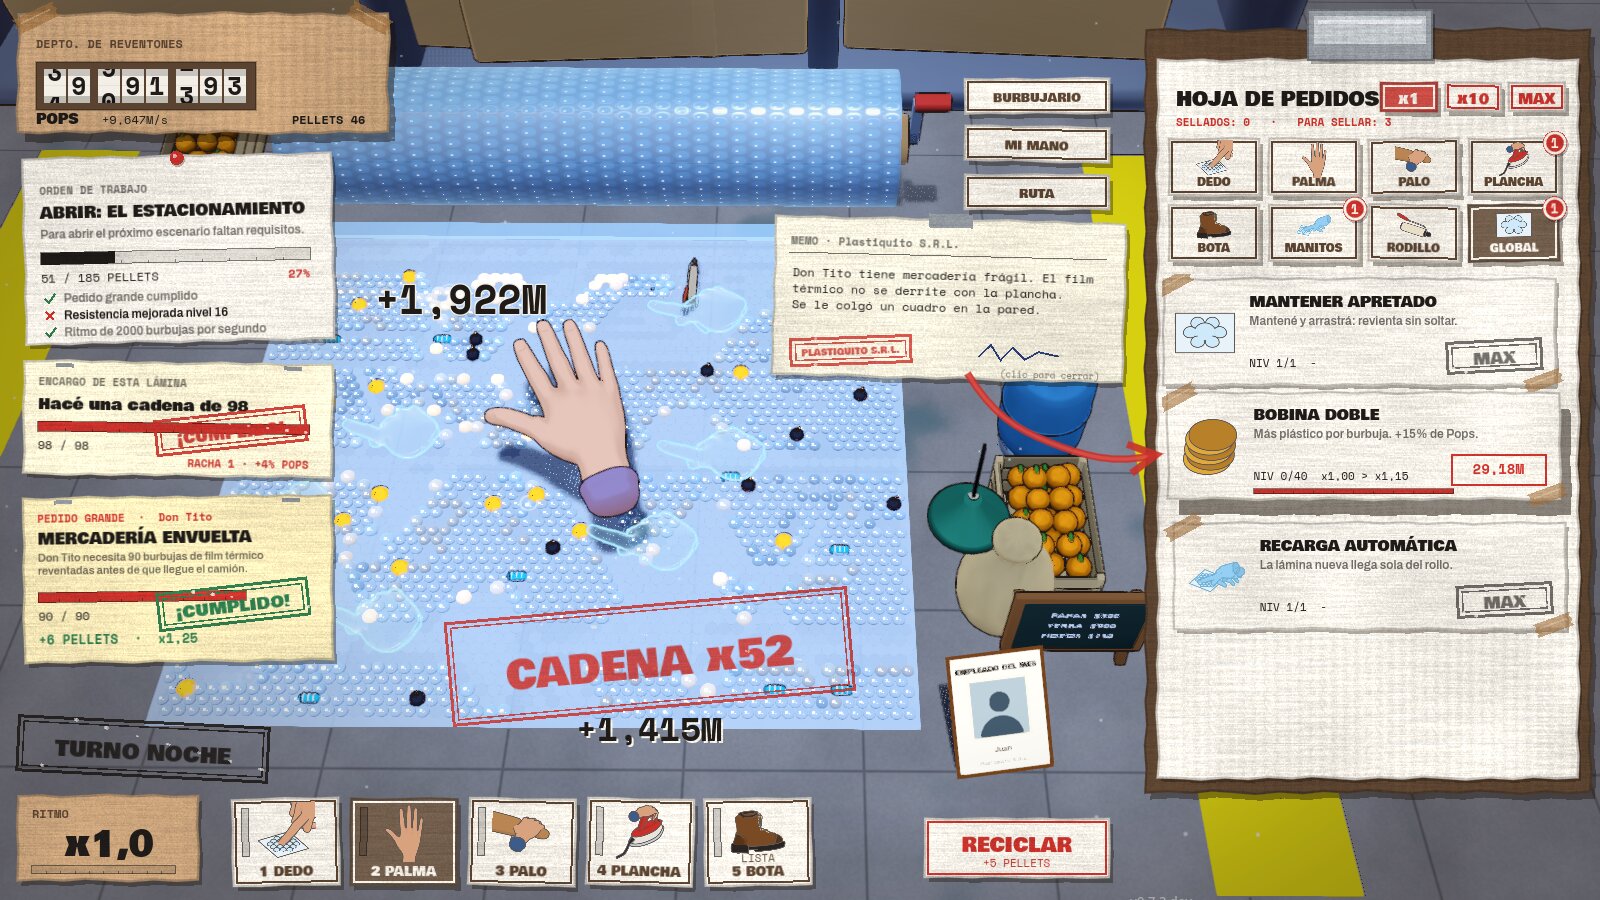 DEPTO. DE REVENTONES
POPS +9,647M/s PELLETS 46
ORDEN DE TRABAJO
ABRIR: EL ESTACIONAMIENTO
Para abrir el próximo escenario faltan requisitos.
51 / 185 PELLETS 27%
Pedido grande cumplido
Resistencia mejorada nivel 16
Ritmo de 2000 burbujas por segundo
ENCARGO DE ESTA LÁMINA
Hacé una cadena de 98
98 / 98
RACHA 1 · +4% POPS
PEDIDO GRANDE · Don Tito
MERCADERÍA ENVUELTA
Don Tito necesita 90 burbujas de film térmico
reventadas antes de que llegue el camión.
¡CUMPLIDO!
90 / 90
+6 PELLETS · x1,25
TURNO NOCHE
RITMO
x1,0
1 DEDO
2 PALMA
3 PALO
4 PLANCHA
LISTA
5 BOTA
+1,922M
CADENA x52
+1,415M
BURBUJARIO
MI MANO
RUTA
MEMO · Plastiquito S.R.L.
Don Tito tiene mercadería frágil. El film
térmico no se derrite con la plancha.
Se le colgó un cuadro en la pared.
PLASTIQUITO S.R.L.
(clic para cerrar)
EMPLEADO DEL MES
Juan
RECICLAR
+5 PELLETS
HOJA DE PEDIDOS x1 x10 MAX
SELLADOS: 0 · PARA SELLAR: 3
DEDO
PALMA
PALO
PLANCHA
1
BOTA
MANITOS
1
RODILLO
GLOBAL
1
MANTENER APRETADO
Mantené y arrastrá: revienta sin soltar.
NIV 1/1 -
MAX
BOBINA DOBLE
Más plástico por burbuja. +15% de Pops.
NIV 0/40 x1.00 > x1.15
29,18M
RECARGA AUTOMÁTICA
La lámina nueva llega sola del rollo.
NIV 1/1 -
MAX